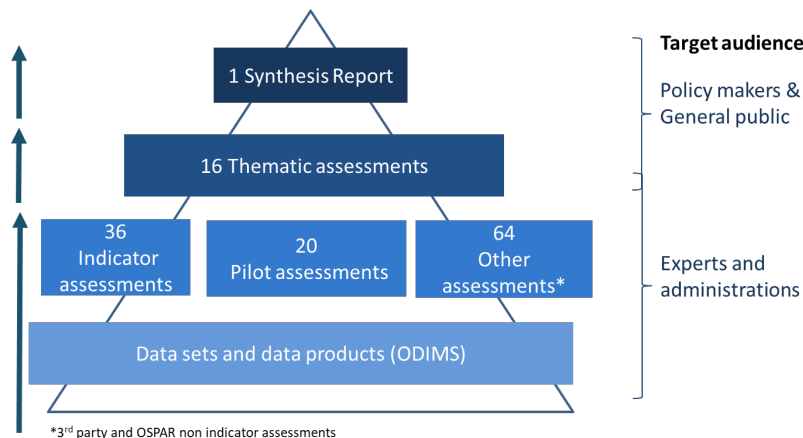 Target audience
1 Synthesis Report
Policy makers &
General public
16 Thematic assessments
36
Indicator
assessments
20
Pilot assessments
64
Other
assessments*
Experts and
administrations
Data sets and data products (ODIMS)
*3rd party and OSPAR non indicator assessments